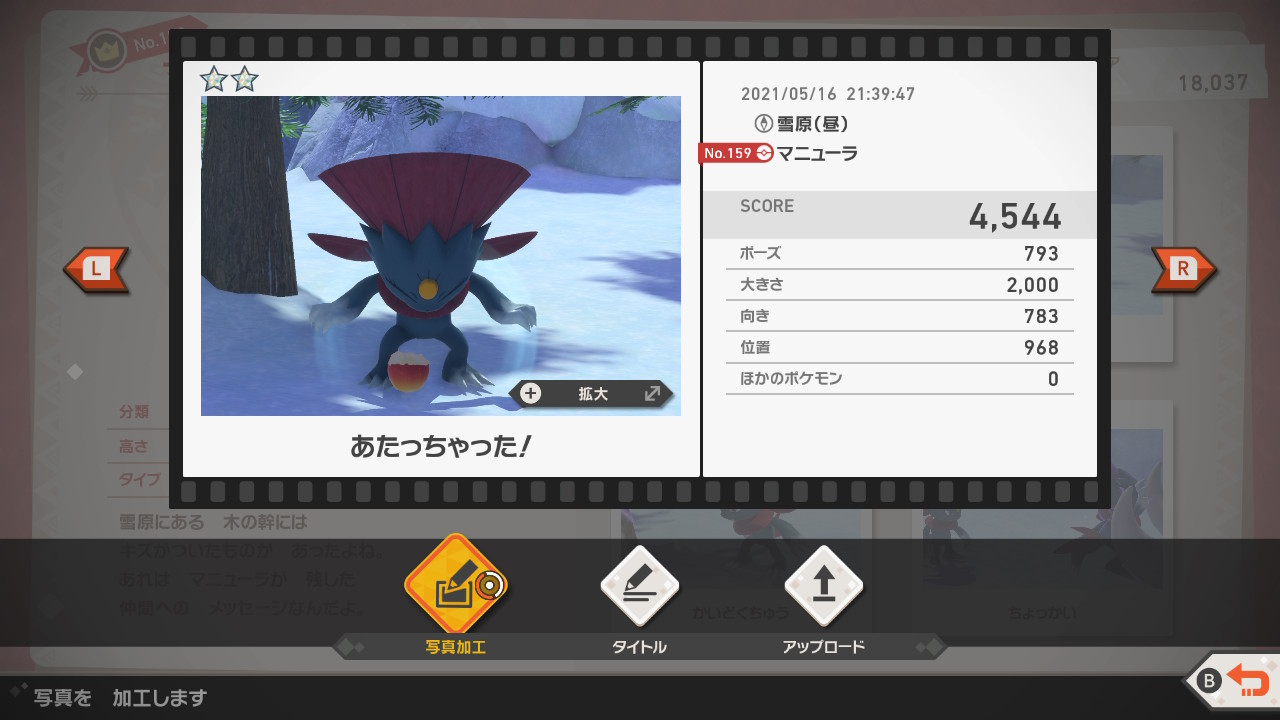 No.1
18,037
2021/05/16 21:39:47
雪原(昼)
No.159 マニューラ
SCORE 4,544
ポーズ 793
大きさ 2,000
向き 783
位置 968
ほかのポケモン 0
+ 拡大
あたっちゃった!
L
R
分類
高さ
タイプ
雪原にある 木の幹には
キズがついたものが あったよね。
あれは マニューラが 残した
仲間への メッセージなんだよ。
かいどくちゅう
ちょっかい
写真加工
タイトル
アップロード
B
写真を 加工します